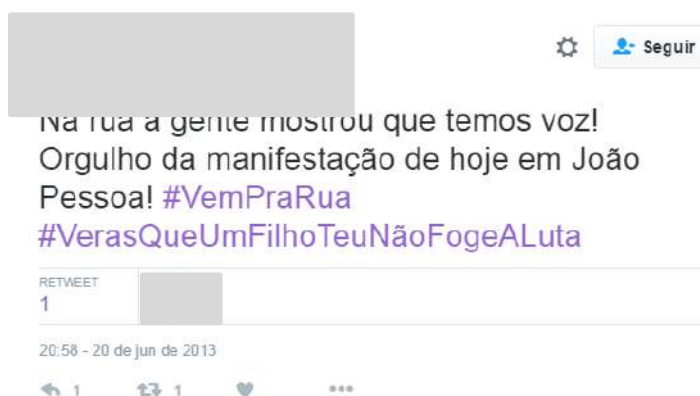 Seguir
Na rua a gente mostrou que temos voz!
Orgulho da manifestação de hoje em João
Pessoa! #VemPraRua
#VerasQueUmFilhoTeuNãoFogeALuta
RETWEET
1
20:58 - 20 de jun de 2013
1 1